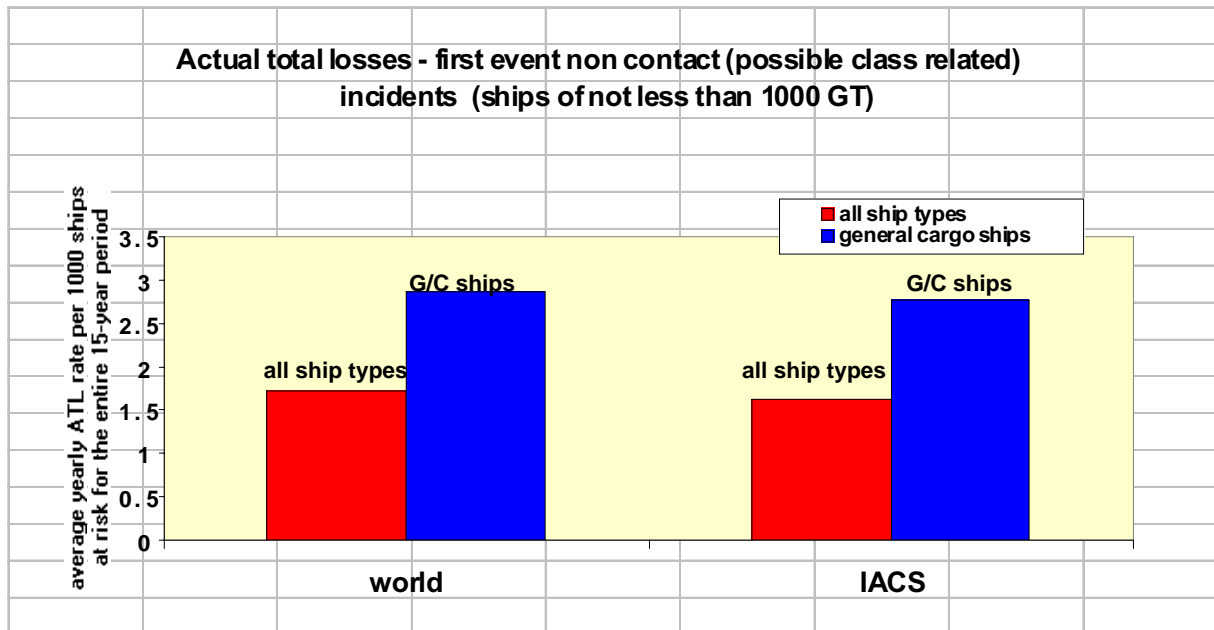 Actual total losses - first event non contact (possible class related)
incidents (ships of not less than 1000 GT)
average yearly ATL rate per 1000 ships
at risk for the entire 15-year period
all ship types
general cargo ships
3.5
3
2.5
2
1.5
1
0.5
0
G/C ships
all ship types
G/C ships
all ship types
world
IACS